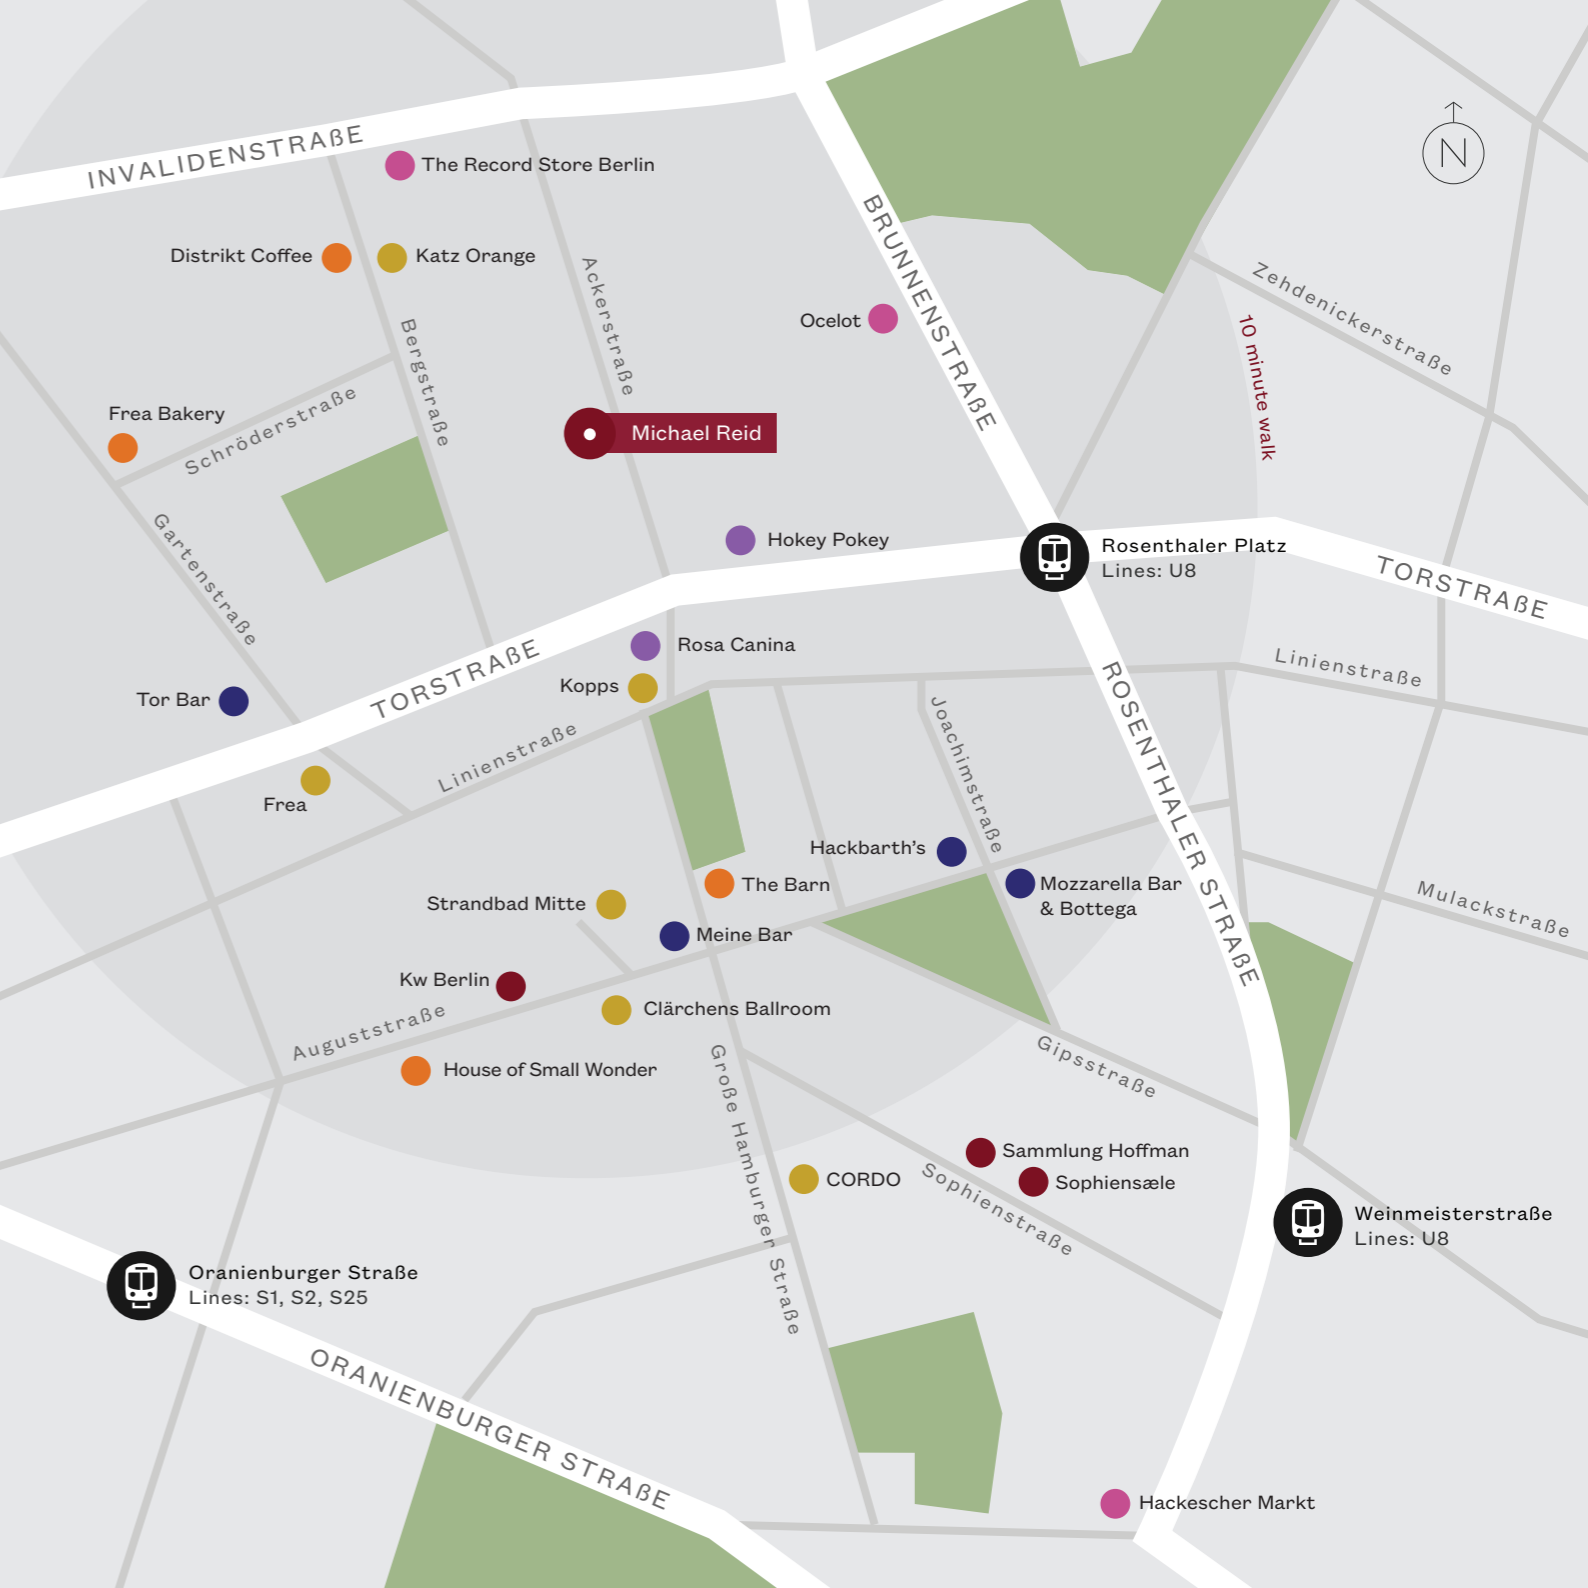 INVALIDENSTRAßE
The Record Store Berlin
N
Distrikt Coffee
Katz Orange
Ackerstraße
BRUNNENSTRAßE
Zehdenickerstraße
Ocelot
Bergstraße
10 minute walk
Frea Bakery
Schröderstraße
Michael Reid
Gartenstraße
Hokey Pokey
Rosenthaler Platz
Lines: U8
TORSTRAßE
TORSTRAßE
Rosa Canina
Linienstraße
Kopps
Tor Bar
ROSENTHALER STRAßE
Joachimstraße
Linienstraße
Frea
Hackbarth’s
The Barn
Mozzarella Bar
& Bottega
Mulackstraße
Strandbad Mitte
Meine Bar
Kw Berlin
Clärchens Ballroom
Auguststraße
House of Small Wonder
Große Hamburger Straße
Gipsstraße
Sammlung Hoffman
CORDO
Sophiensæle
Sophienstraße
Weinmeisterstraße
Lines: U8
Oranienburger Straße
Lines: S1, S2, S25
ORANIENBURGER STRAßE
Hackescher Markt